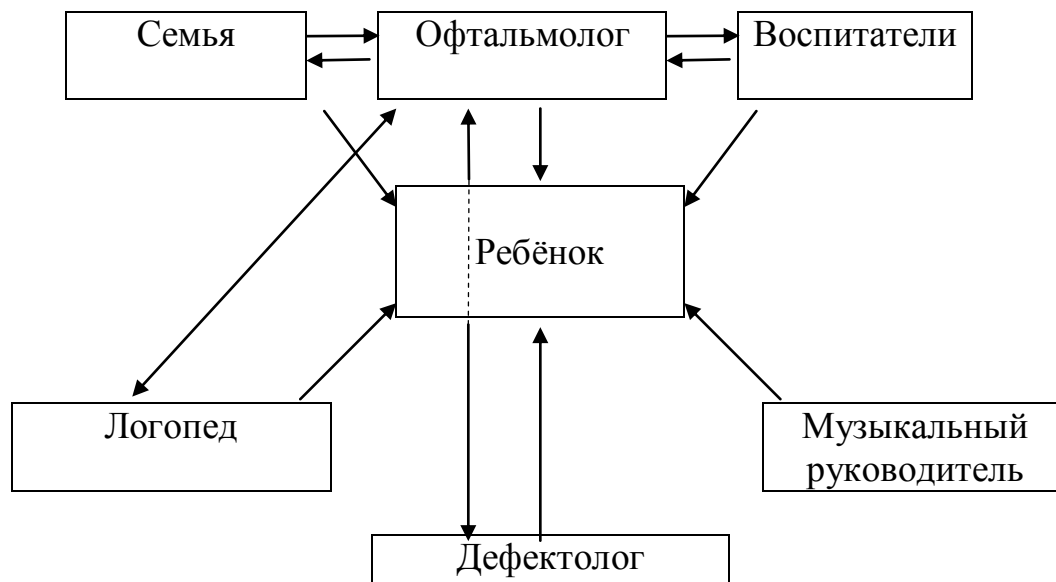 Семья
Офтальмолог
Воспитатели
Ребёнок
Логопед
Музыкальный
руководитель
Дефектолог